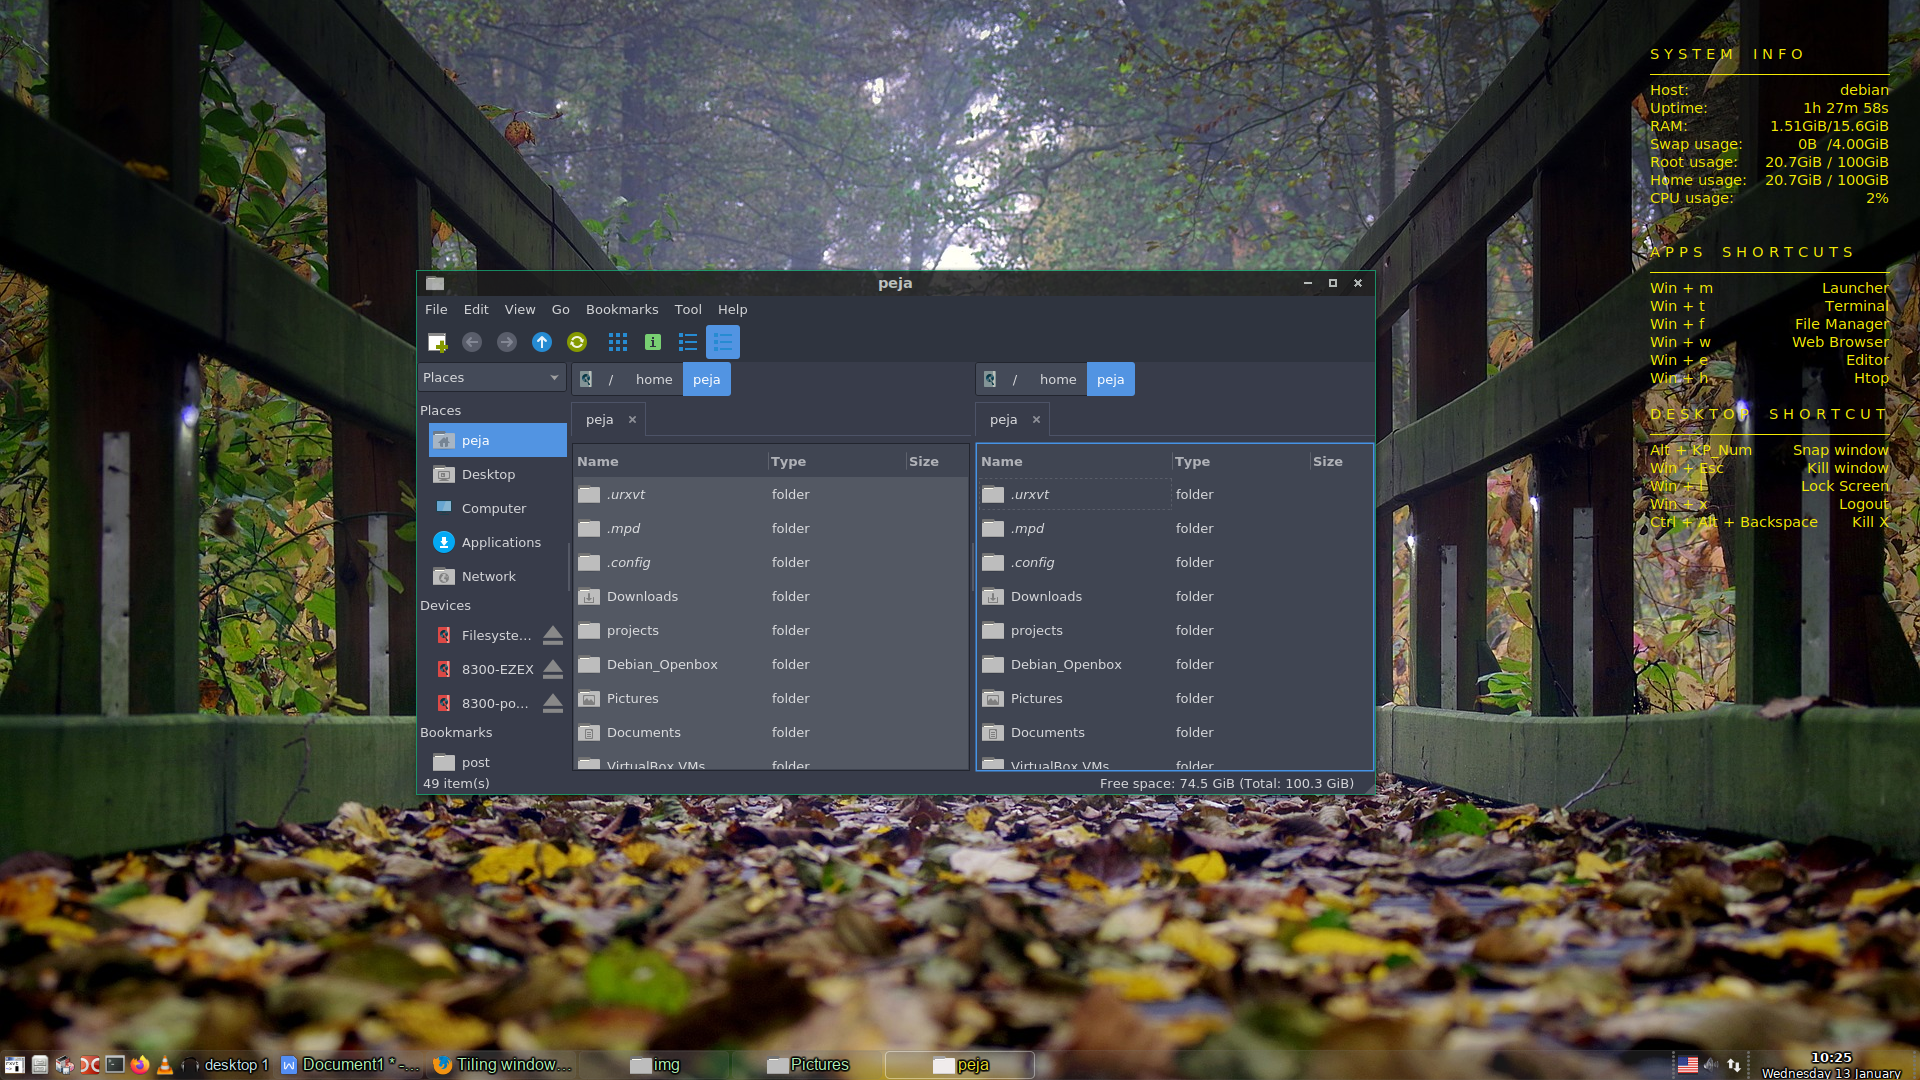 SYSTEM INFO
Host: debian
Uptime: 1h 27m 58s
RAM: 1.51GiB/15.6GiB
Swap usage: 0B /4.00GiB
Root usage: 20.7GiB / 100GiB
Home usage: 20.7GiB / 100GiB
CPU usage: 2%
APPS SHORTCUTS
Win + m Launcher
Win + t Terminal
Win + f File Manager
Win + w Web Browser
Win + e Editor
Win + h Htop
DESKTOP SHORTCUT
Alt + KP_Num Snap window
Win + Esc Kill window
Win + l Lock Screen
Win + x Logout
Ctrl + Alt + Backspace Kill X
peja
File Edit View Go Bookmarks Tool Help
Places
/ home peja
/ home peja
Places
peja
Desktop
Computer
Applications
Network
Devices
Filesyste...
8300-EZEX
8300-po...
Bookmarks
post
peja
Name Type Size
.urxvt folder
.mpd folder
.config folder
Downloads folder
projects folder
Debian_Openbox folder
Pictures folder
Documents folder
VirtualBox VMs folder
peja
Name Type Size
.urxvt folder
.mpd folder
.config folder
Downloads folder
projects folder
Debian_Openbox folder
Pictures folder
Documents folder
VirtualBox VMs folder
49 item(s) Free space: 74.5 GiB (Total: 100.3 GiB)
desktop 1 Document1 * -... Tiling window... img Pictures peja
10:25
Wednesday 13 January